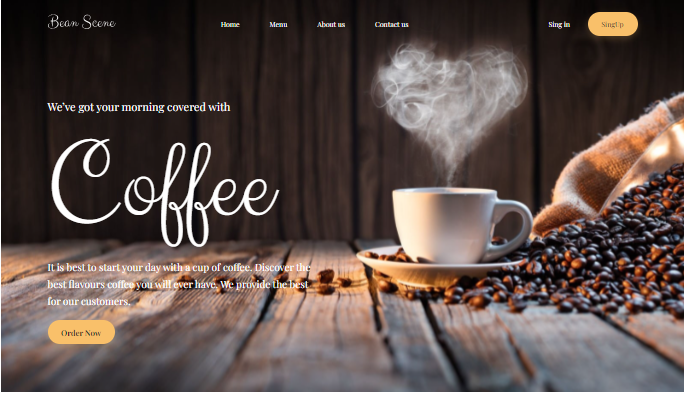 Bean Scene
Home
Menu
About us
Contact us
Sing in
SingUp
We've got your morning covered with
Coffee
It is best to start your day with a cup of coffee. Discover the
best flavours coffee you will ever have. We provide the best
for our customers.
Order Now